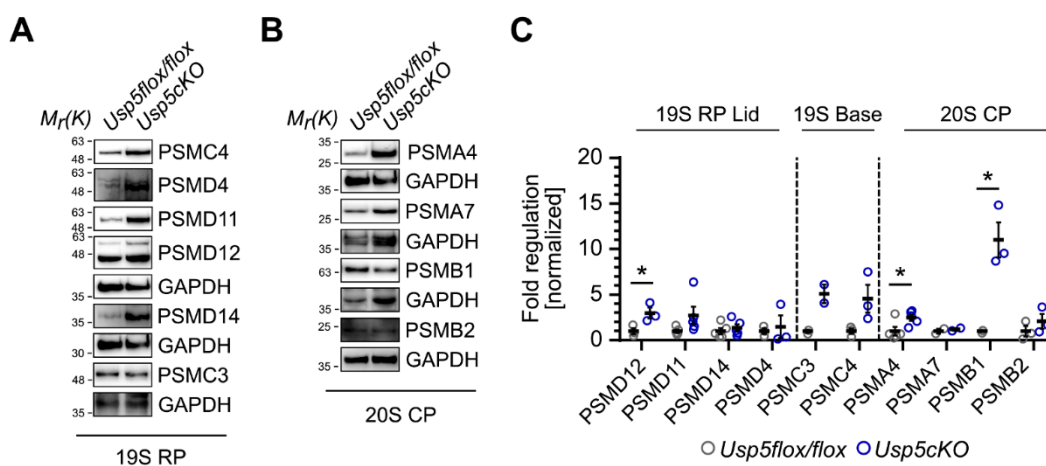 A
Usp5flox/flox
Usp5cKO
Mr(K)
63
48
PSMC4
63
48
PSMD4
63
48
PSMD11
48
PSMD12
35
GAPDH
35
PSMD14
30
GAPDH
48
PSMC3
35
GAPDH
19S RP
B
Usp5flox/flox
Usp5cKO
Mr(K)
35
25
PSMA4
35
GAPDH
25
PSMA7
35
GAPDH
63
PSMB1
35
GAPDH
25
PSMB2
35
GAPDH
20S CP
C
19S RP Lid
19S Base
20S CP
Fold regulation
[normalized]
20
15
10
5
0
*
*
*
PSMD12
PSMD11
PSMD14
PSMD4
PSMC3
PSMC4
PSMA4
PSMA7
PSMB1
PSMB2
Usp5flox/flox
Usp5cKO